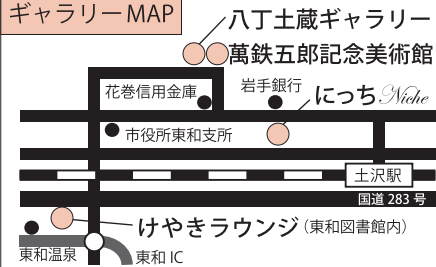 ギャラリー MAP
八丁土蔵ギャラリー
萬鉄五郎記念美術館
花巻信用金庫
岩手銀行
にっち Niche
市役所東和支所
土沢駅
国道 283 号
けやきラウンジ(東和図書館内)
東和温泉
東和 IC